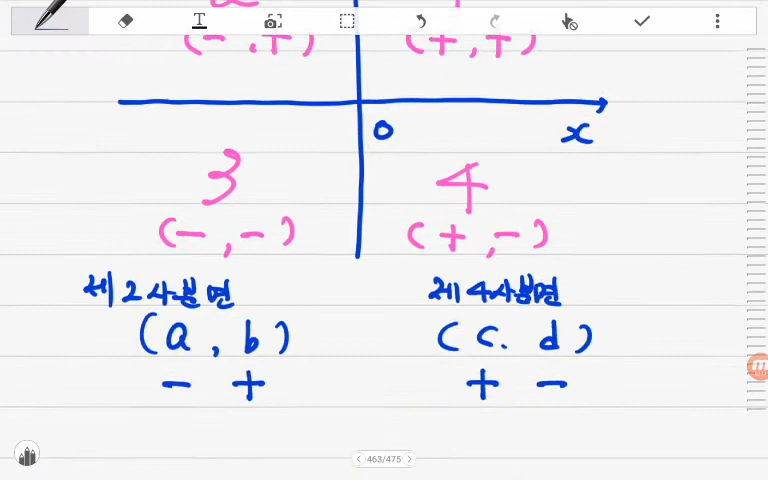 (-,+) (+,+)
0 x
3 4
(-,-) (+,-)
제2사분면 제4사분면
(a, b) (c. d)
- + + -
463/475